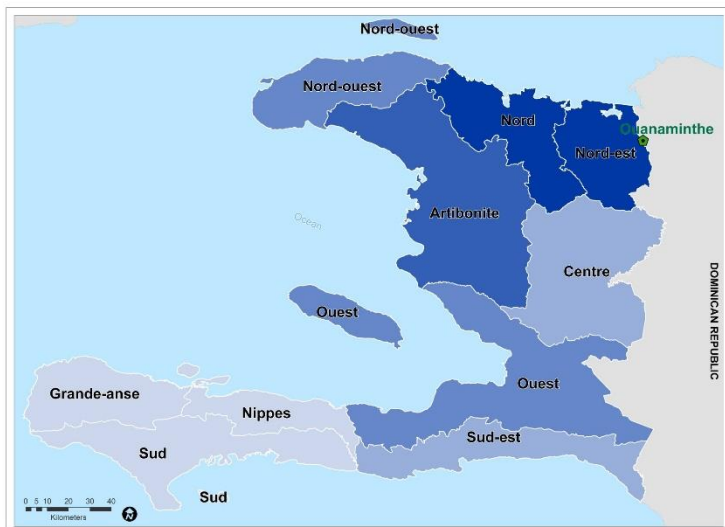 Nord-ouest
Nord-ouest
Nord
Ouanaminthe
Nord-est
Artibonite
Ocean
Centre
DOMINICAN REPUBLIC
Ouest
Ouest
Grande-anse
Nippes
Sud-est
Sud
Sud
0 5 10 20 30 40
Kilometers
N